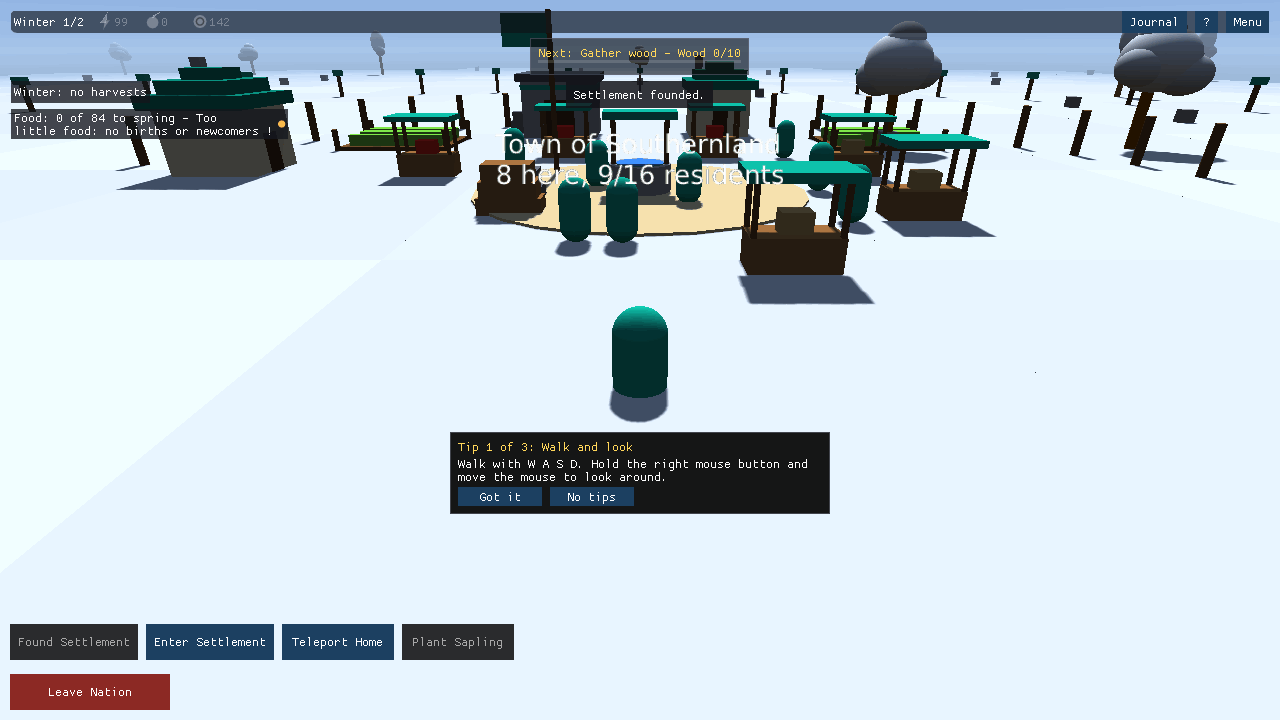 Winter 1/2 99 0 142
Journal ? Menu
Next: Gather wood - Wood 0/10
Winter: no harvests
Settlement founded.
Food: 0 of 84 to spring - Too
little food: no births or newcomers !
Town of Southernland
8 here, 9/16 residents
Tip 1 of 3: Walk and look
Walk with W A S D. Hold the right mouse button and
move the mouse to look around.
Got it No tips
Found Settlement Enter Settlement Teleport Home Plant Sapling
Leave Nation